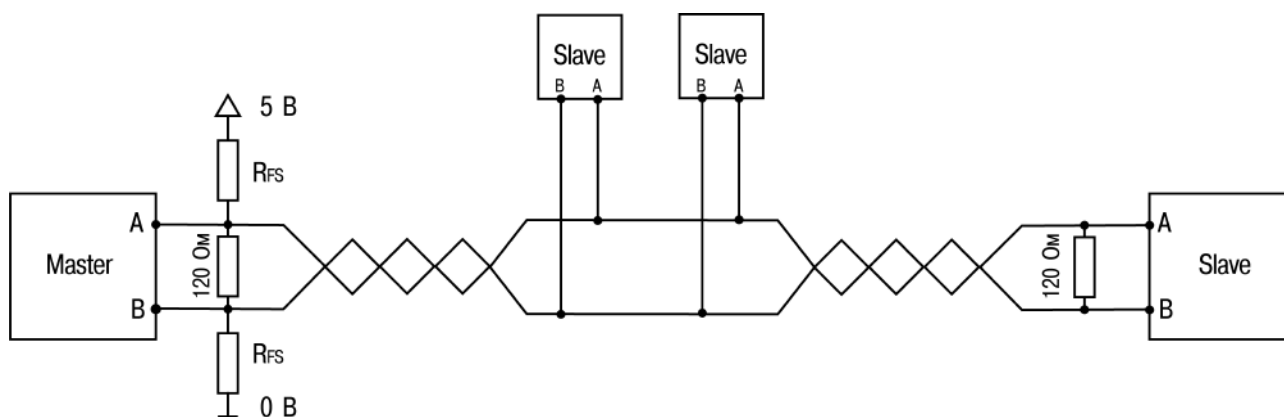 Slave
B A
Slave
B A
5 В
RFS
A
Master
120 Ом
B
RFS
0 В
A
120 Ом
Slave
B